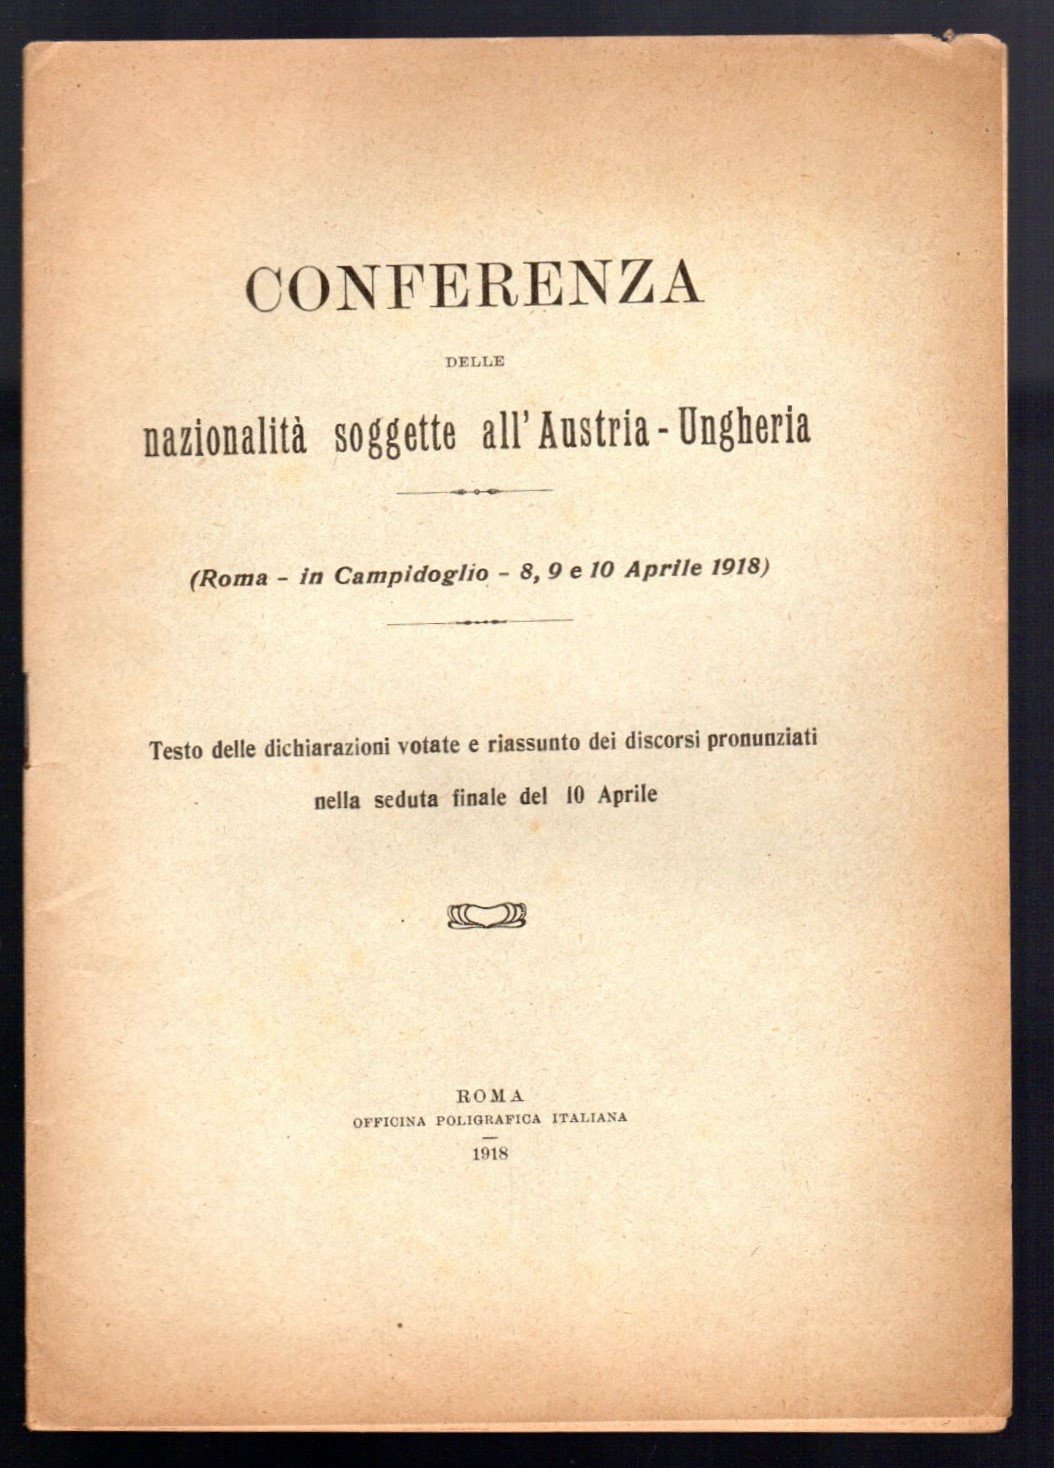 CONFERENZA
DELLE
nazionalità soggette all'Austria-Ungheria
(Roma - in Campidoglio - 8, 9 e 10 Aprile 1918)
Testo delle dichiarazioni votate e riassunto dei discorsi pronunziati
nella seduta finale del 10 Aprile
ROMA
OFFICINA POLIGRAFICA ITALIANA
1918